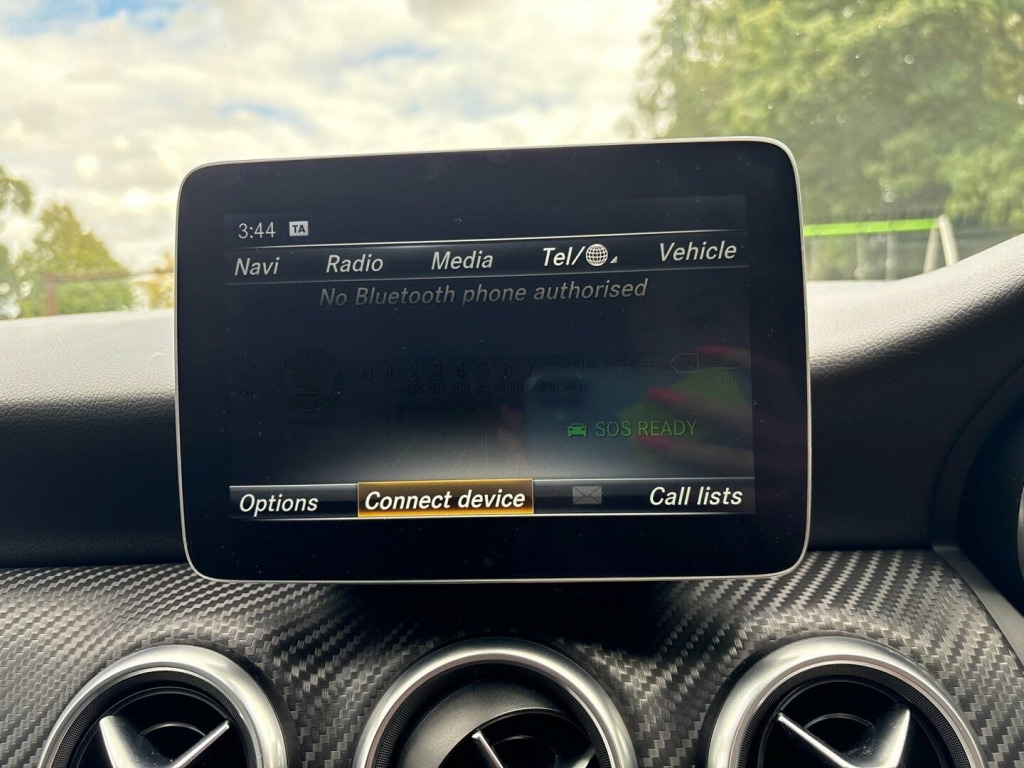 3:44 TA
Navi Radio Media Tel/ Vehicle
No Bluetooth phone authorised
SOS READY
Options Connect device Call lists